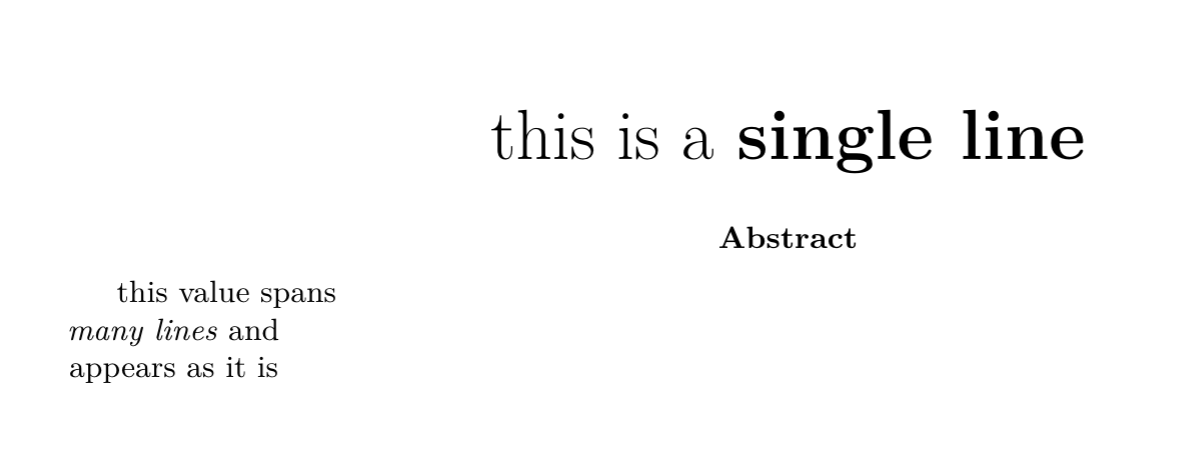 this is a single line
Abstract
this value spans
many lines and
appears as it is